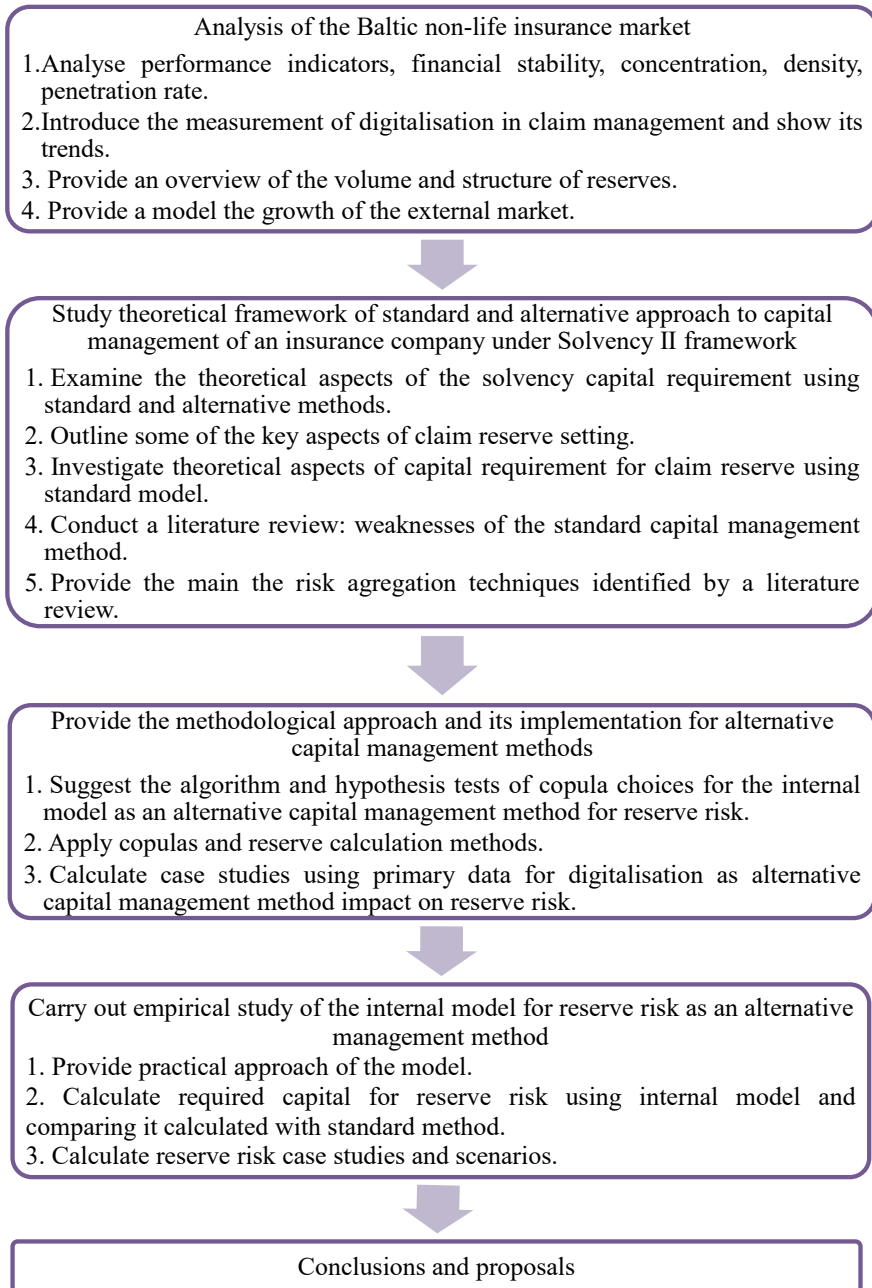 Analysis of the Baltic non-life insurance market
1.Analyse performance indicators, financial stability, concentration, density,
penetration rate.
2.Introduce the measurement of digitalisation in claim management and show its
trends.
3. Provide an overview of the volume and structure of reserves.
4. Provide a model the growth of the external market.
Study theoretical framework of standard and alternative approach to capital
management of an insurance company under Solvency II framework
1. Examine the theoretical aspects of the solvency capital requirement using
standard and alternative methods.
2. Outline some of the key aspects of claim reserve setting.
3. Investigate theoretical aspects of capital requirement for claim reserve using
standard model.
4. Conduct a literature review: weaknesses of the standard capital management
method.
5. Provide the main the risk agregation techniques identified by a literature
review.
Provide the methodological approach and its implementation for alternative
capital management methods
1. Suggest the algorithm and hypothesis tests of copula choices for the internal
model as an alternative capital management method for reserve risk.
2. Apply copulas and reserve calculation methods.
3. Calculate case studies using primary data for digitalisation as alternative
capital management method impact on reserve risk.
Carry out empirical study of the internal model for reserve risk as an alternative
management method
1. Provide practical approach of the model.
2. Calculate required capital for reserve risk using internal model and
comparing it calculated with standard method.
3. Calculate reserve risk case studies and scenarios.
Conclusions and proposals